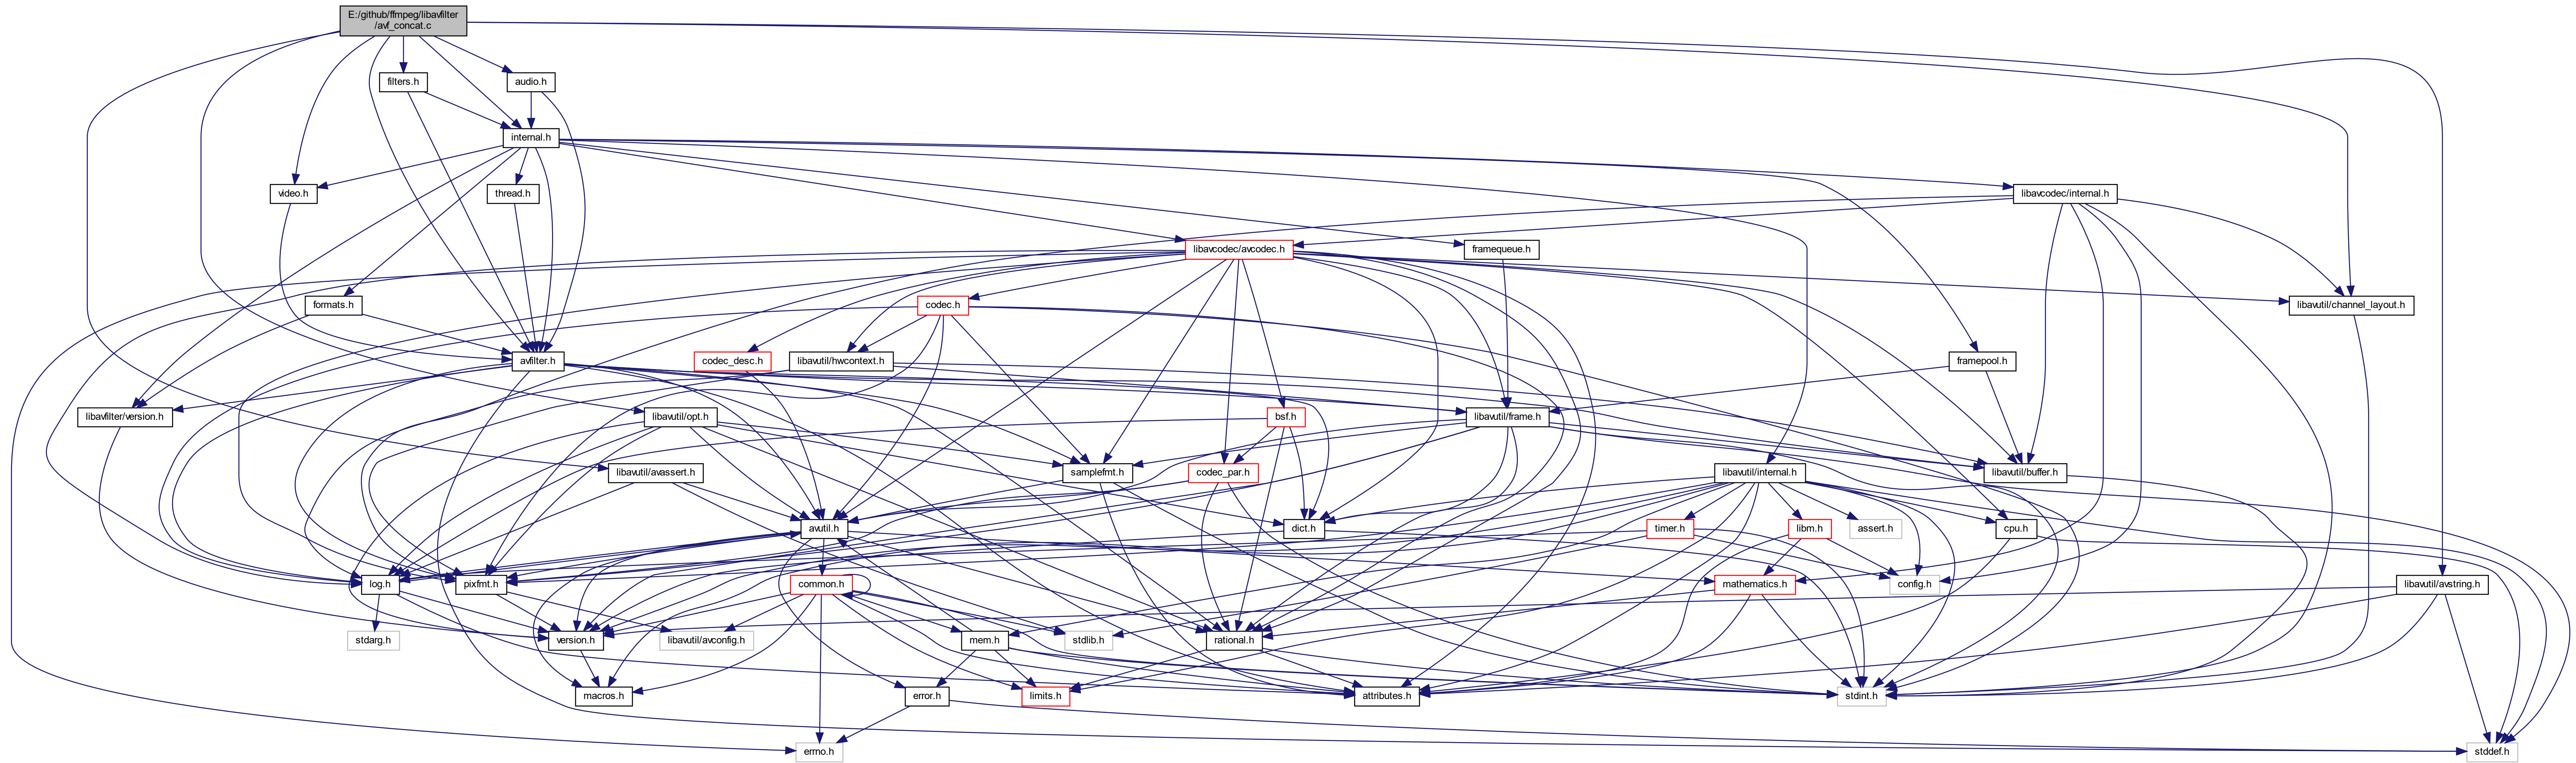 E:/github/ffmpeg/libavfilter
/avf_concat.c
filters.h
audio.h
internal.h
video.h
thread.h
libavcodec/internal.h
libavcodec/avcodec.h
framequeue.h
formats.h
codec.h
libavutil/channel_layout.h
avfilter.h
codec_desc.h
libavutil/hwcontext.h
framepool.h
libavfilter/version.h
libavutil/opt.h
bsf.h
libavutil/frame.h
libavutil/avassert.h
samplefmt.h
codec_par.h
libavutil/internal.h
libavutil/buffer.h
avutil.h
dict.h
timer.h
libm.h
assert.h
cpu.h
log.h
pixfmt.h
common.h
mathematics.h
config.h
libavutil/avstring.h
stdarg.h
version.h
libavutil/avconfig.h
mem.h
stdlib.h
rational.h
macros.h
error.h
limits.h
attributes.h
stdint.h
errno.h
stddef.h